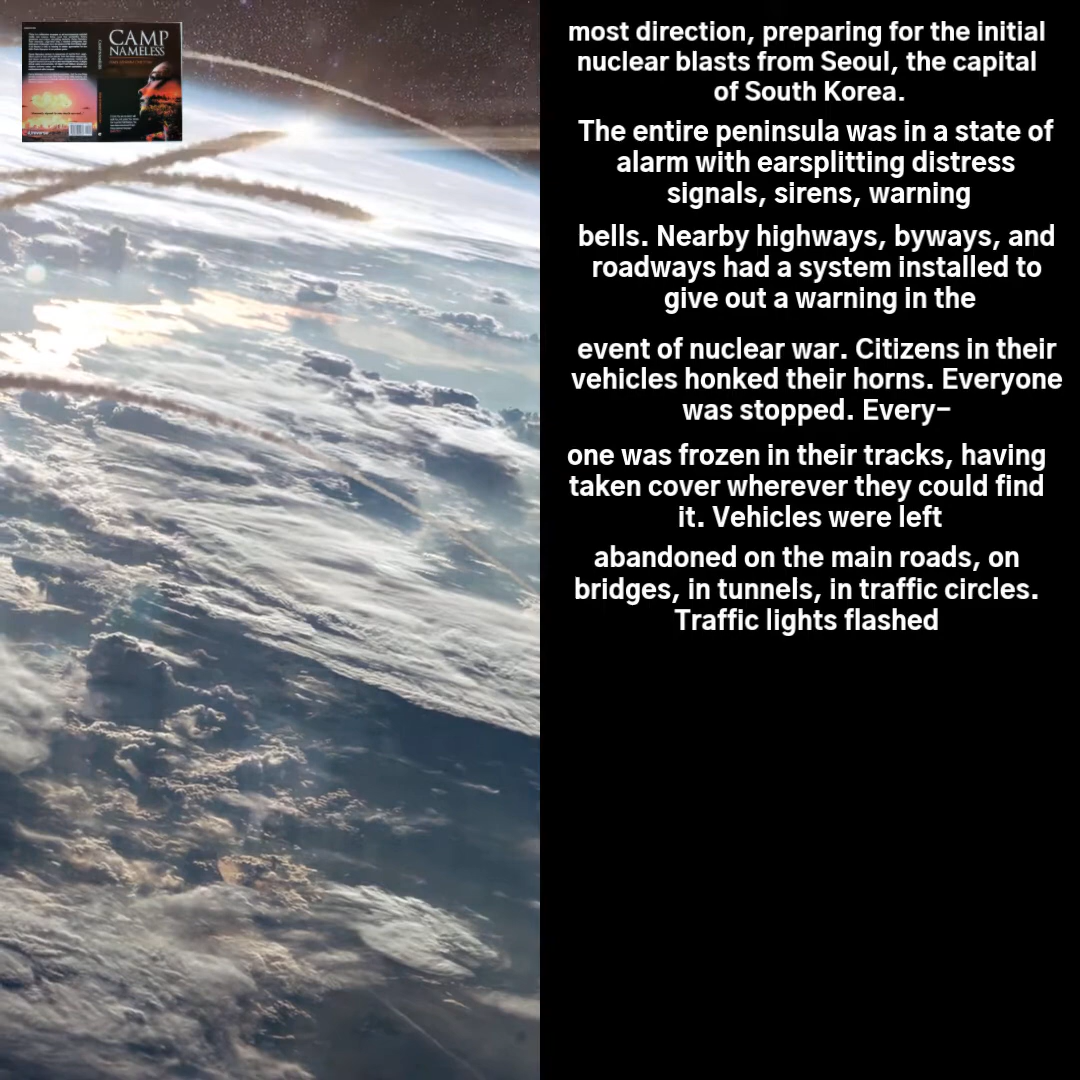 CAMP
NAMELESS
most direction, preparing for the initial
nuclear blasts from Seoul, the capital
of South Korea.
The entire peninsula was in a state of
alarm with earsplitting distress
signals, sirens, warning
bells. Nearby highways, byways, and
roadways had a system installed to
give out a warning in the
event of nuclear war. Citizens in their
vehicles honked their horns. Everyone
was stopped. Every-
one was frozen in their tracks, having
taken cover wherever they could find
it. Vehicles were left
abandoned on the main roads, on
bridges, in tunnels, in traffic circles.
Traffic lights flashed